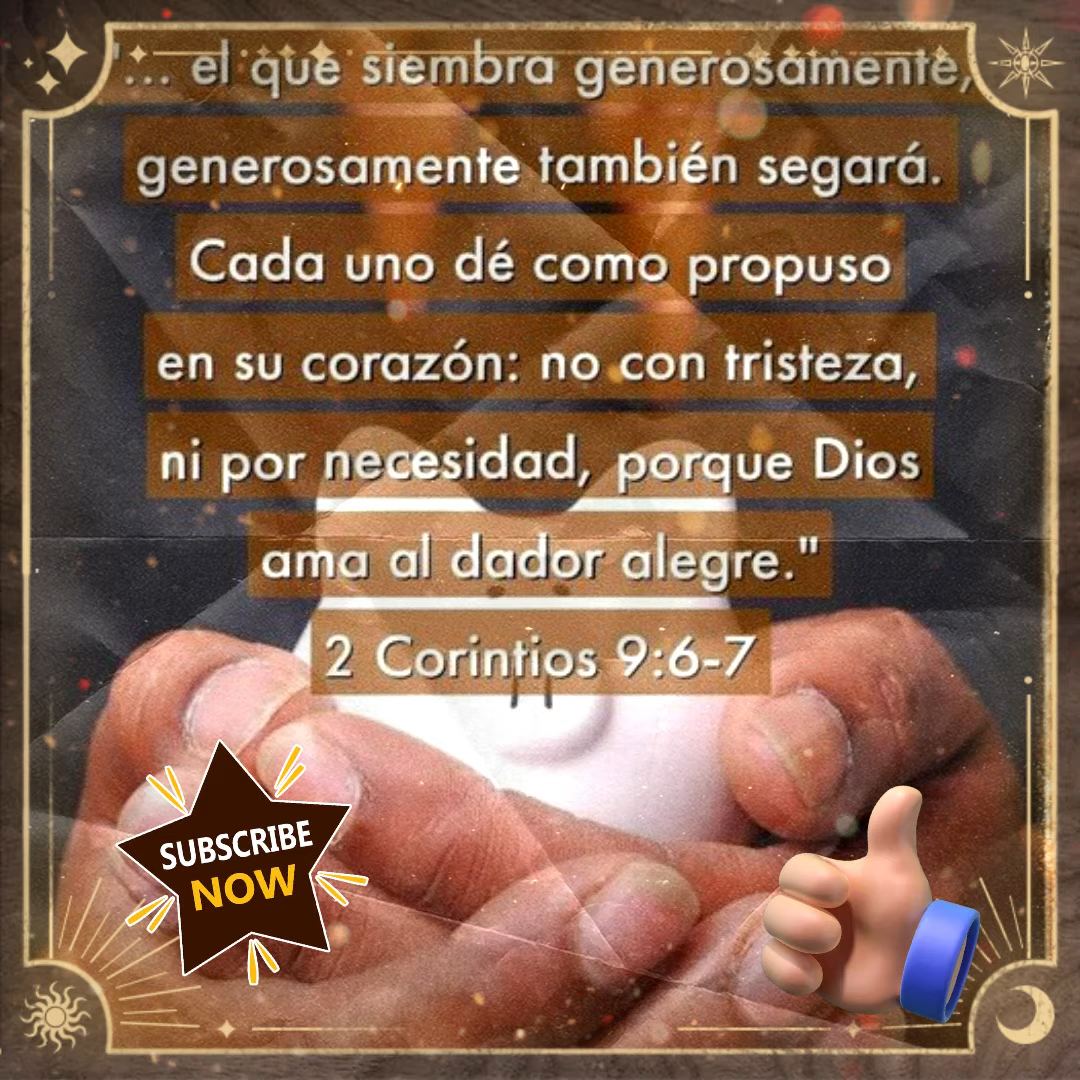 "... el que siembra generosamente,
generosamente también segará.
Cada uno dé como propuso
en su corazón: no con tristeza,
ni por necesidad, porque Dios
ama al dador alegre."
2 Corintios 9:6-7
SUBSCRIBE
NOW